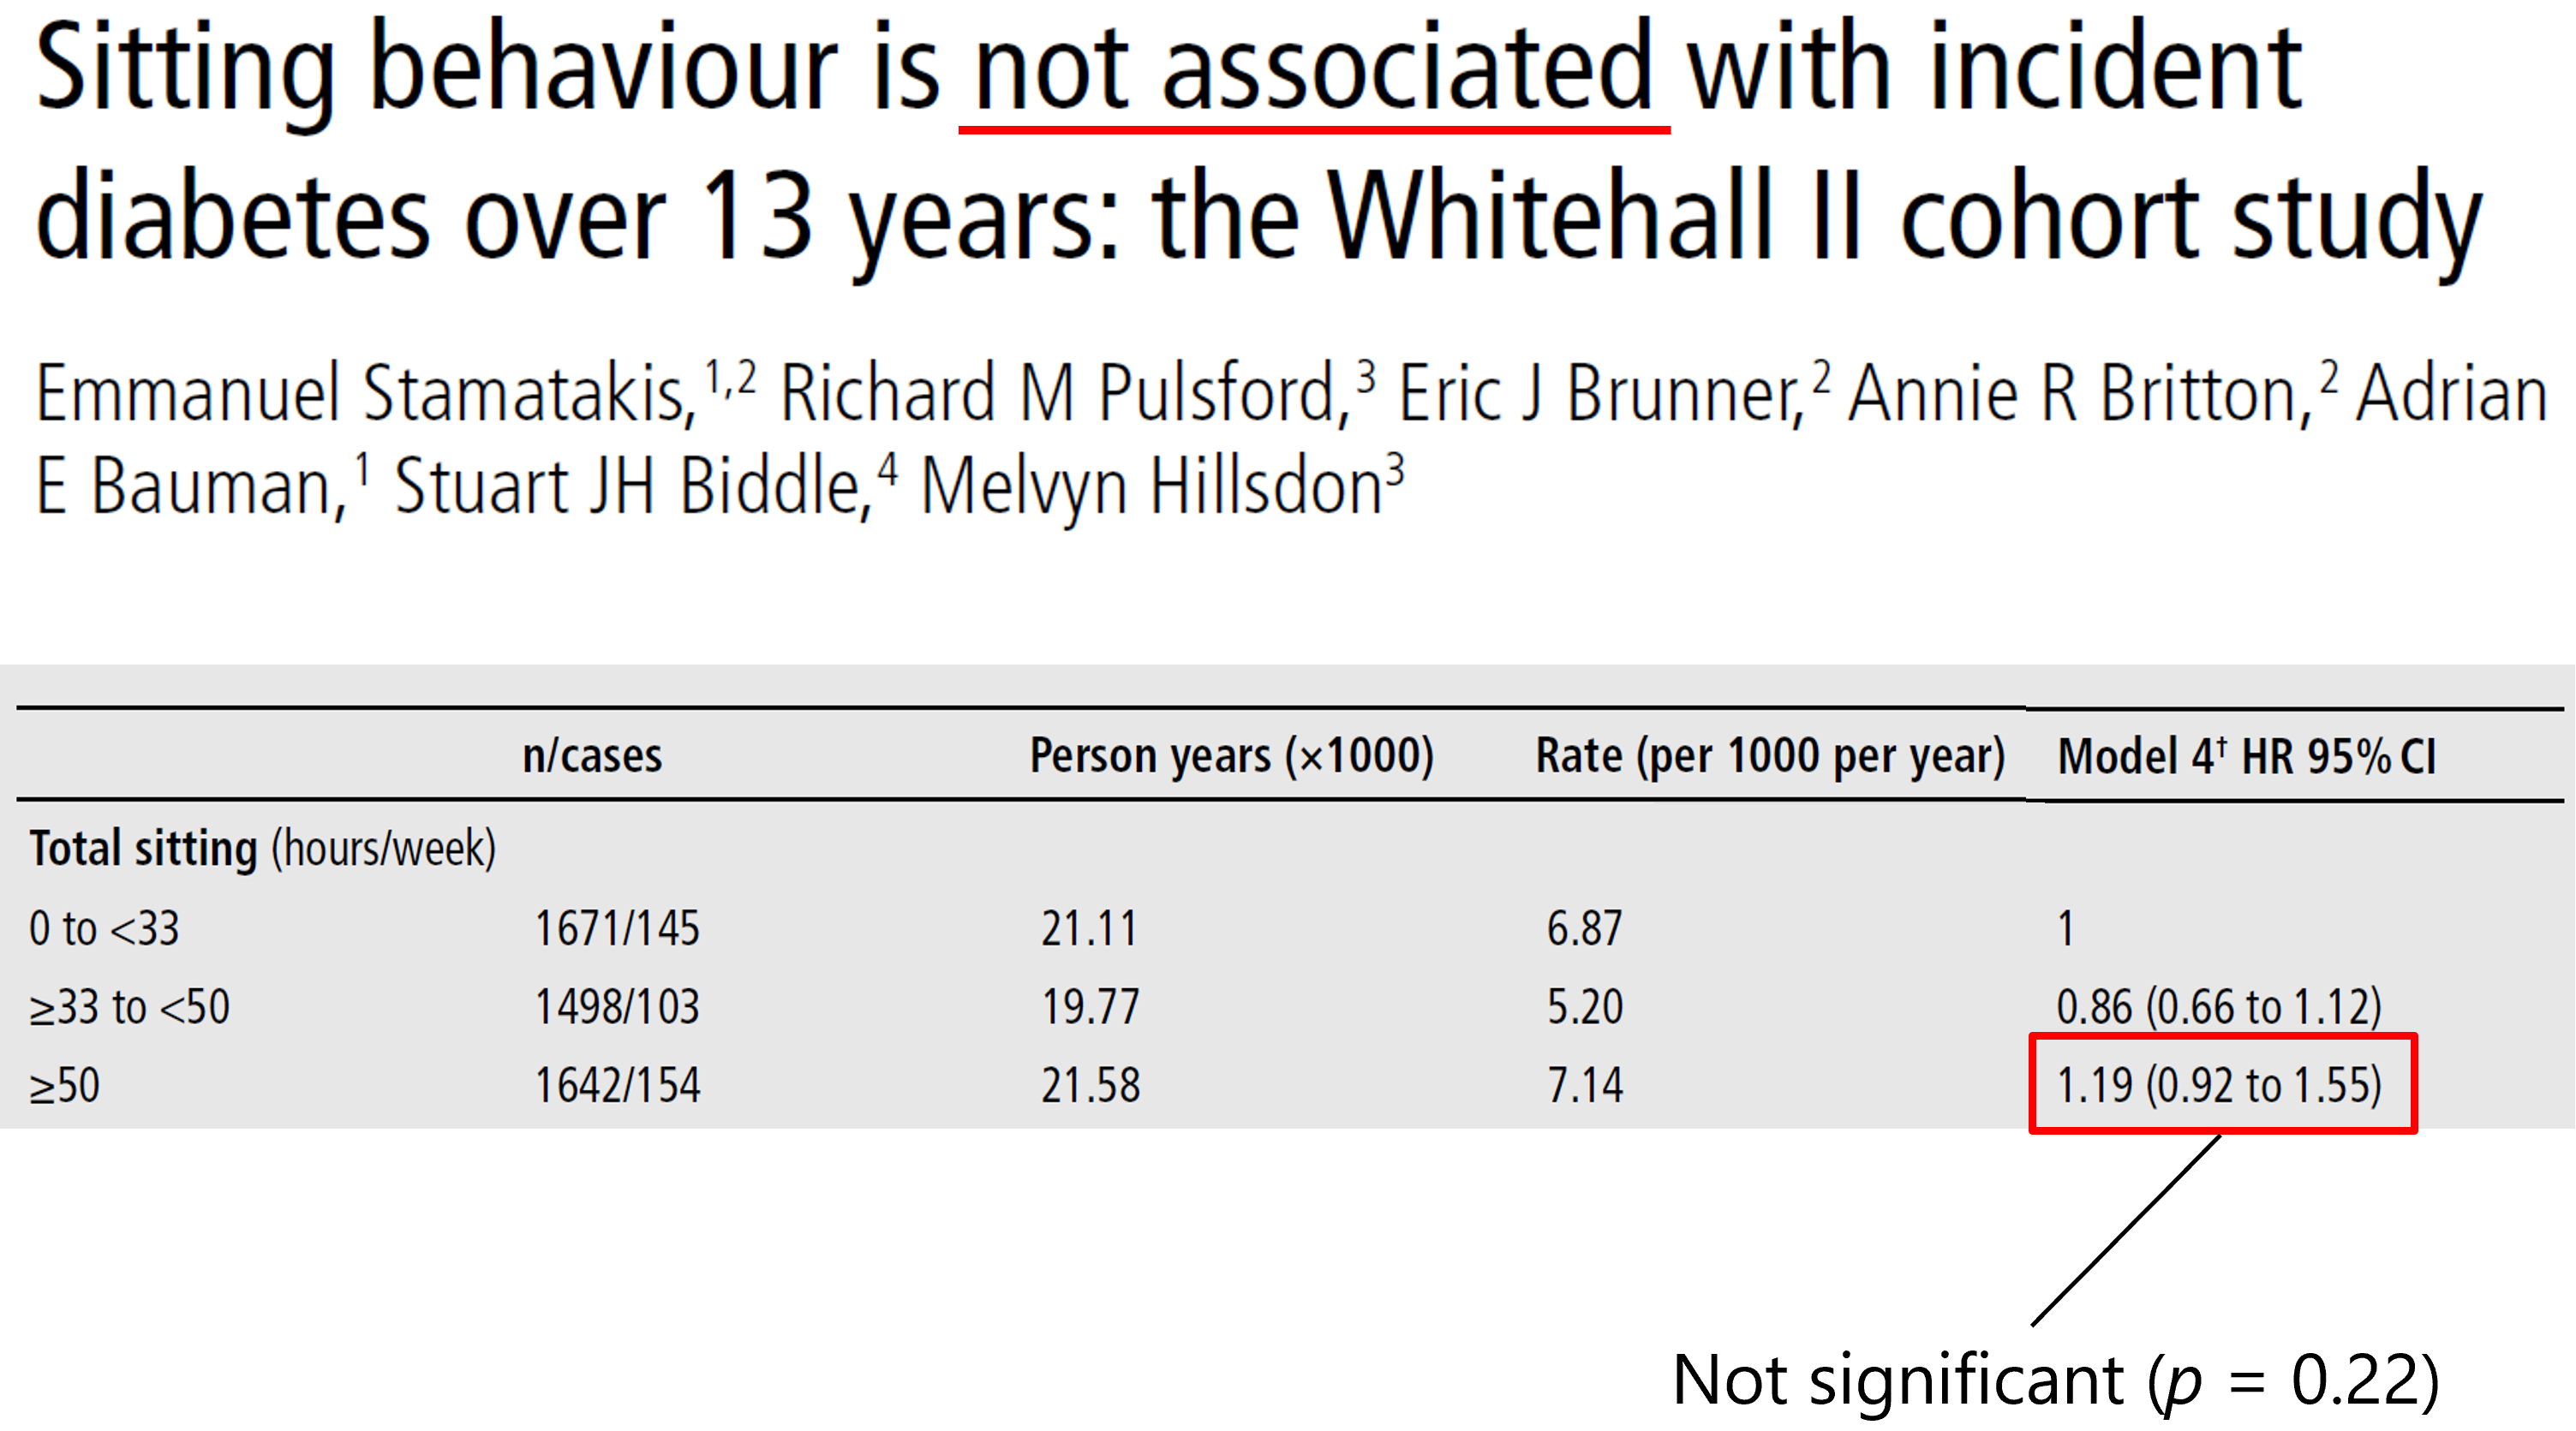 Sitting behaviour is not associated with incident
diabetes over 13 years: the Whitehall II cohort study
Emmanuel Stamatakis,1,2 Richard M Pulsford,3 Eric J Brunner,2 Annie R Britton,2 Adrian
E Bauman,1 Stuart JH Biddle,4 Melvyn Hillsdon3
n/cases Person years (×1000) Rate (per 1000 per year) Model 4† HR 95% CI
Total sitting (hours/week)
0 to <33 1671/145 21.11 6.87 1
≥33 to <50 1498/103 19.77 5.20 0.86 (0.66 to 1.12)
≥50 1642/154 21.58 7.14 1.19 (0.92 to 1.55)
Not significant (p = 0.22)